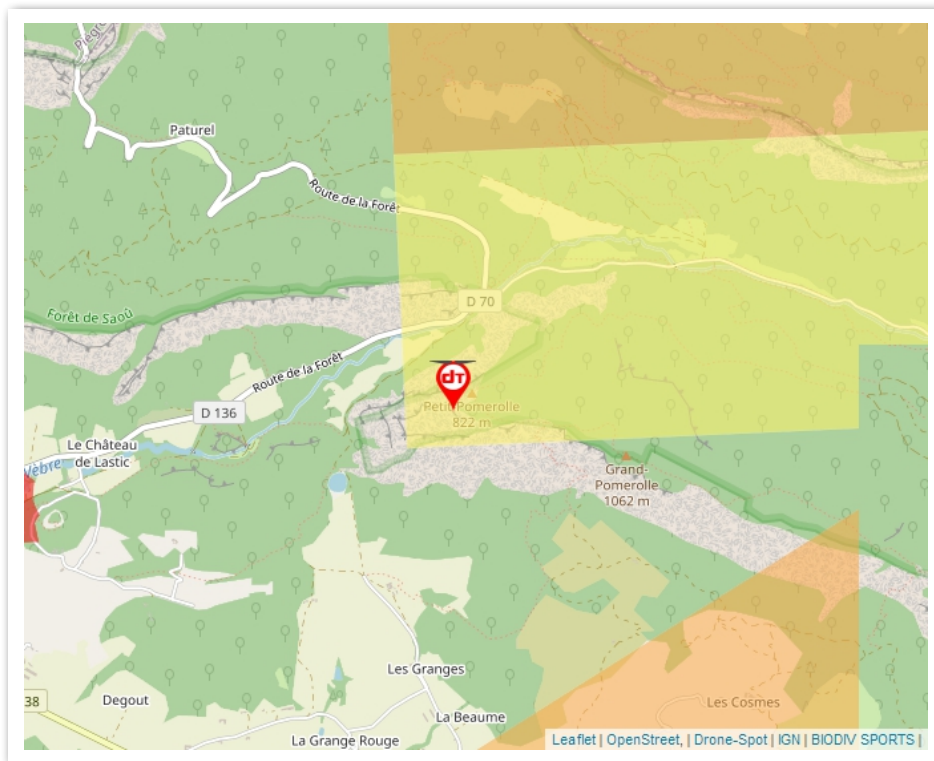 Piégro
Paturel
Route de la Forêt
D 70
Forêt de Saoû
Route de la Forêt
dT
Petit Pomerolle
822 m
D 136
Le Château
de Lastic
Vèbre
Grand-
Pomerolle
1062 m
Les Granges
38
Degout
La Beaume
Les Cosmes
La Grange Rouge
Leaflet | OpenStreet, | Drone-Spot | IGN | BIODIV SPORTS |